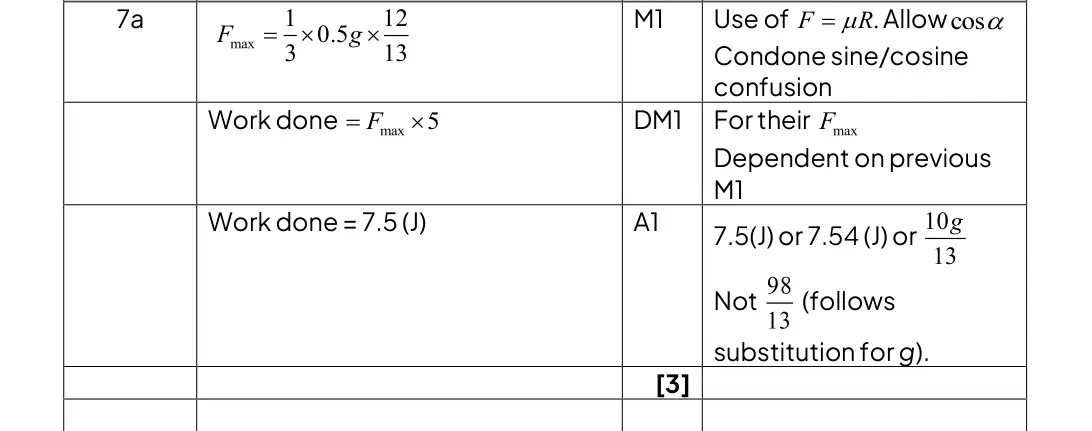 7a
F_max = 1/3 × 0.5g × 12/13
M1
Use of F = μR. Allow cos α
Condone sine/cosine
confusion
Work done = F_max × 5
DM1
For their F_max
Dependent on previous
M1
Work done = 7.5 (J)
A1
7.5(J) or 7.54 (J) or 10g/13
Not 98/13 (follows
substitution for g).
[3]